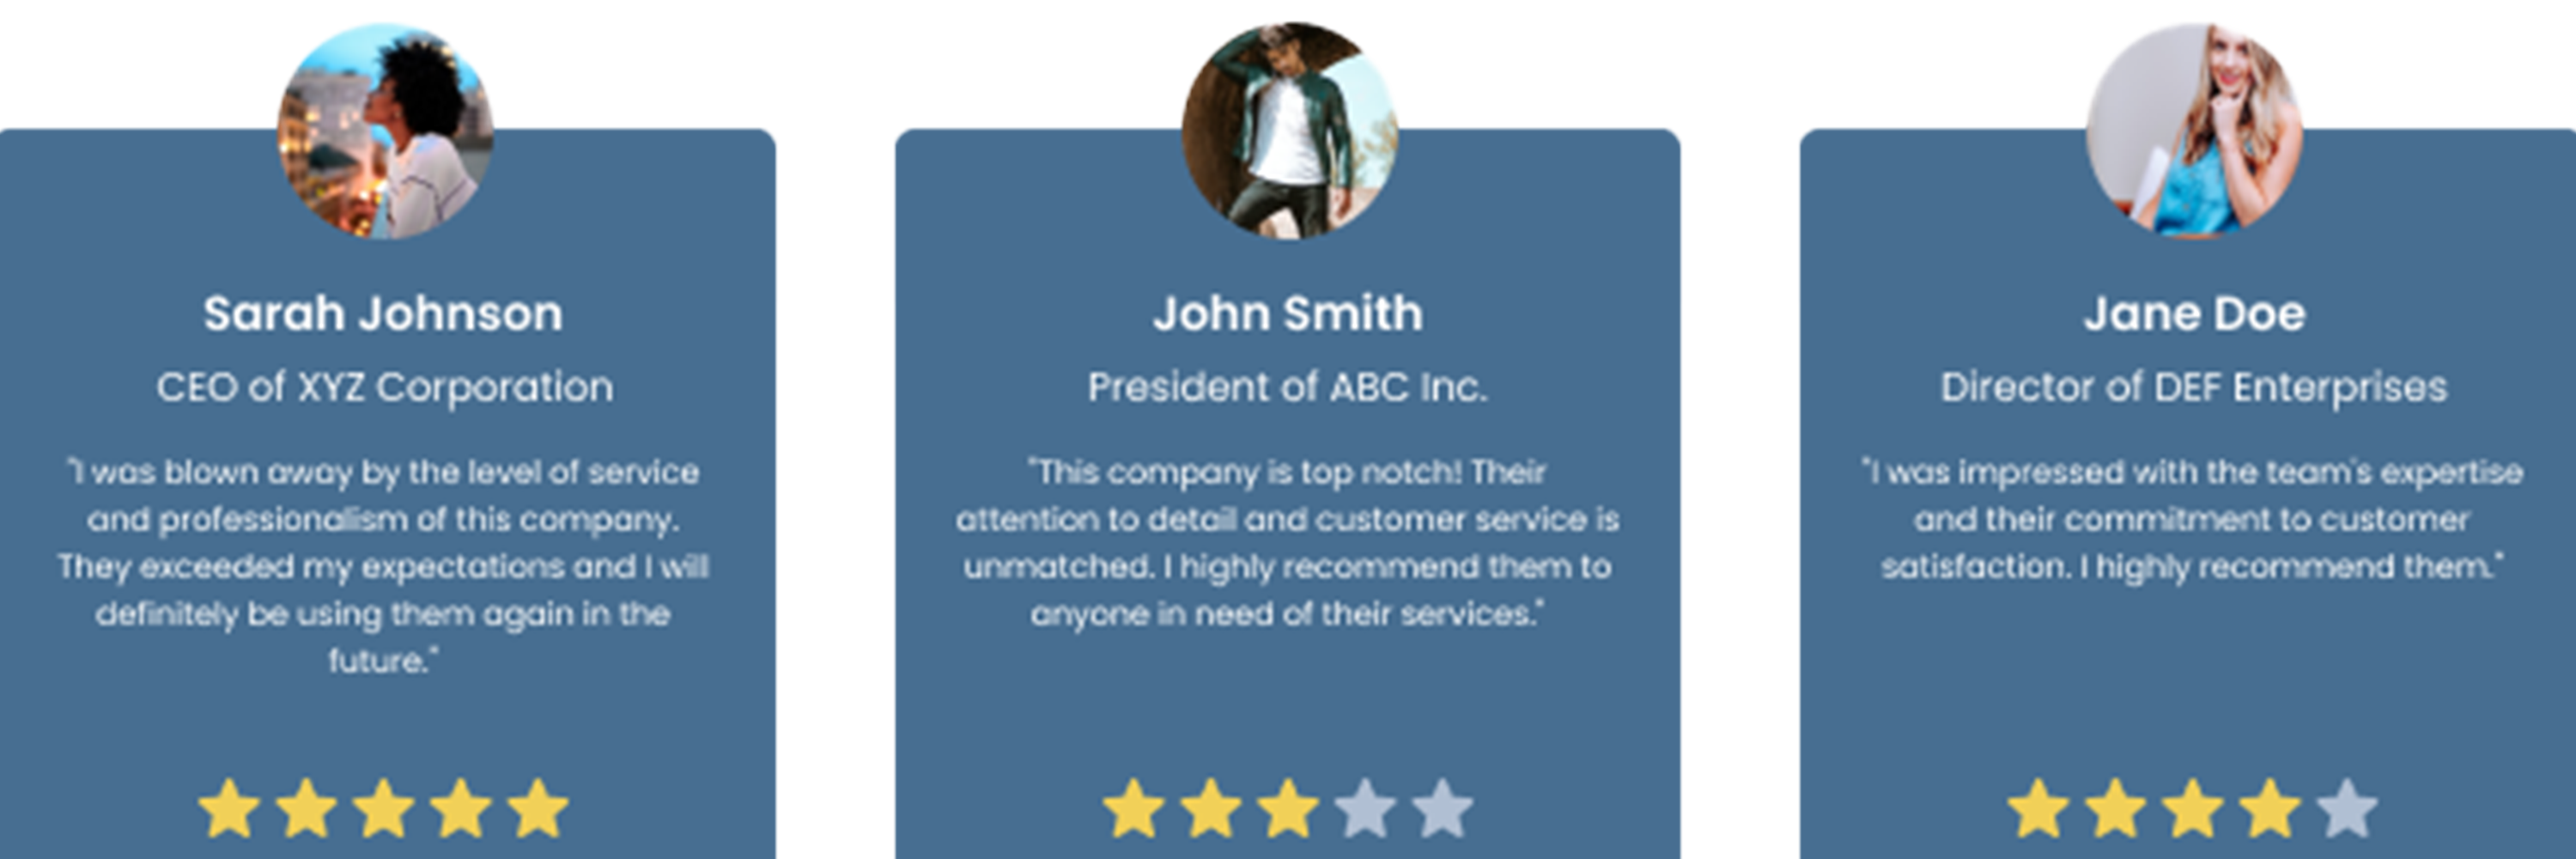 Sarah Johnson
CEO of XYZ Corporation
"I was blown away by the level of service
and professionalism of this company.
They exceeded my expectations and I will
definitely be using them again in the
future."
John Smith
President of ABC Inc.
"This company is top notch! Their
attention to detail and customer service is
unmatched. I highly recommend them to
anyone in need of their services."
Jane Doe
Director of DEF Enterprises
"I was impressed with the team's expertise
and their commitment to customer
satisfaction. I highly recommend them."